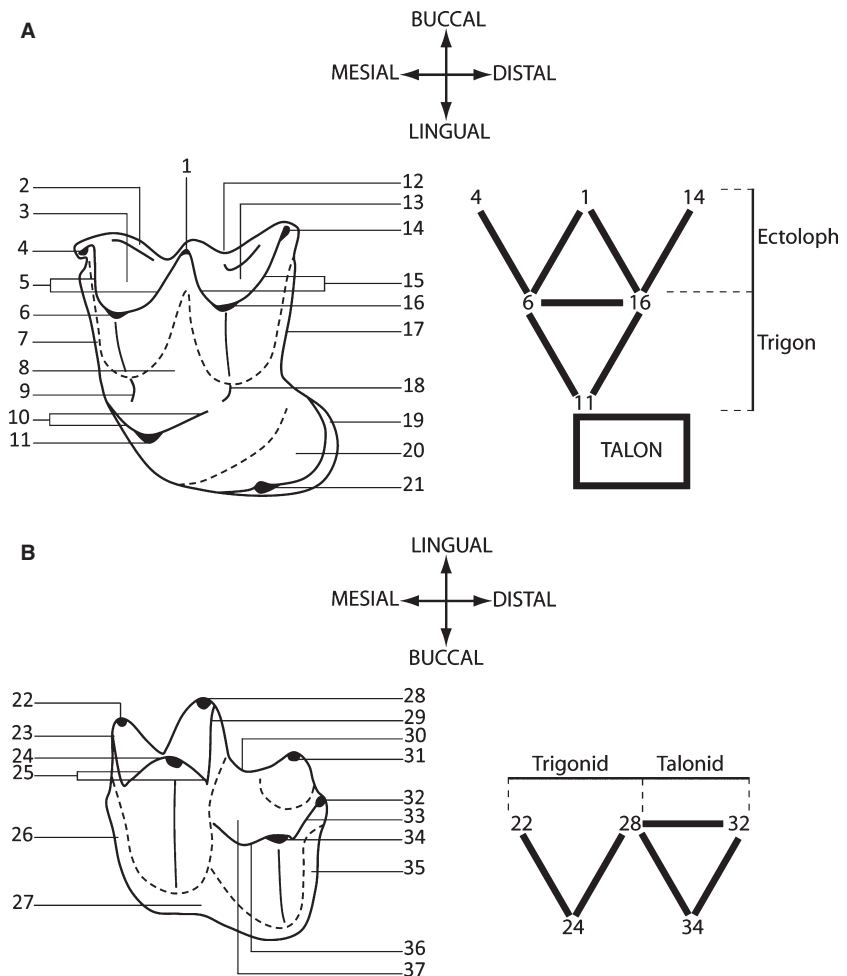 A
BUCCAL
MESIAL DISTAL
LINGUAL
1
2
3
4
5
6
7
8
9
10
11
12
13
14
15
16
17
18
19
20
21
4 1 14
Ectoloph
6 16
Trigon
11
TALON
B
LINGUAL
MESIAL DISTAL
BUCCAL
22
23
24
25
26
27
28
29
30
31
32
33
34
35
36
37
Trigonid Talonid
22 28 32
24 34